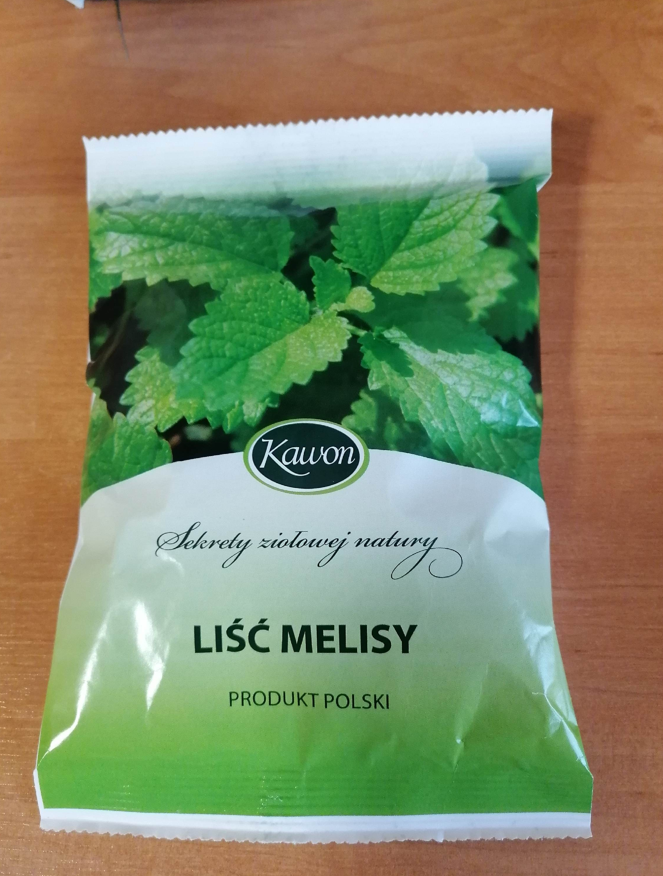 Kawon
Sekrety ziołowej natury
LIŚĆ MELISY
PRODUKT POLSKI